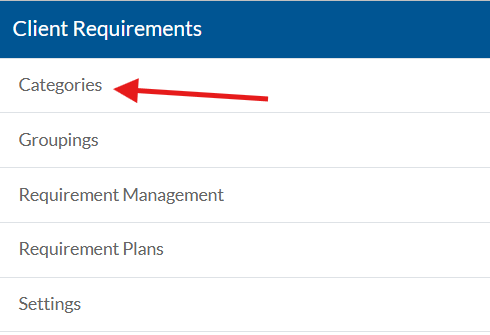 Client Requirements
Categories
Groupings
Requirement Management
Requirement Plans
Settings